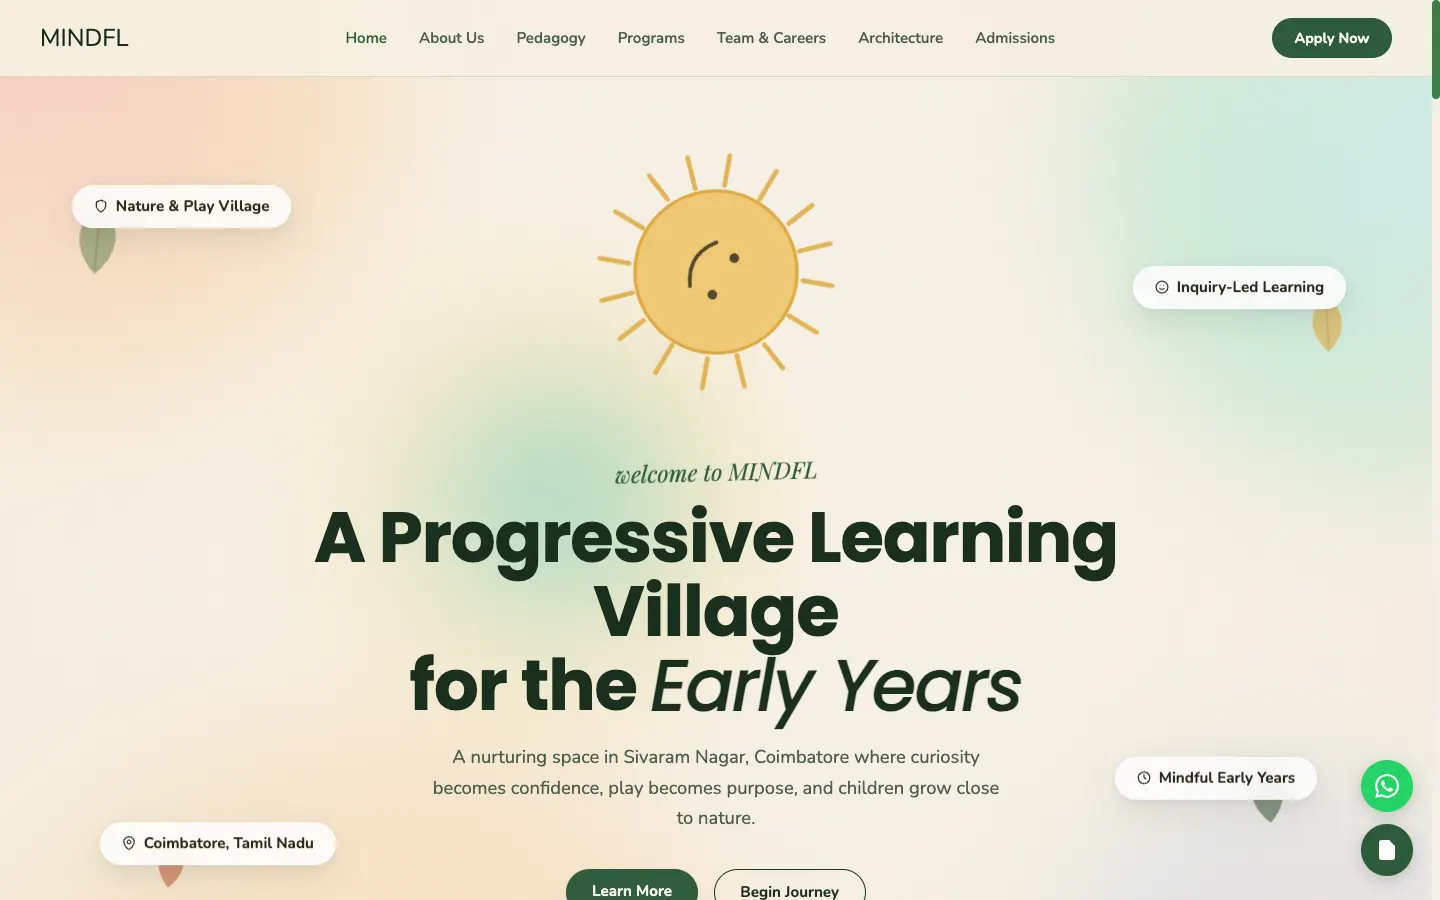 MINDFL
Home
About Us
Pedagogy
Programs
Team & Careers
Architecture
Admissions
Apply Now
Nature & Play Village
Inquiry-Led Learning
welcome to MINDFL
A Progressive Learning
Village
for the Early Years
A nurturing space in Sivaram Nagar, Coimbatore where curiosity
becomes confidence, play becomes purpose, and children grow close
to nature.
Mindful Early Years
Coimbatore, Tamil Nadu
Learn More
Begin Journey